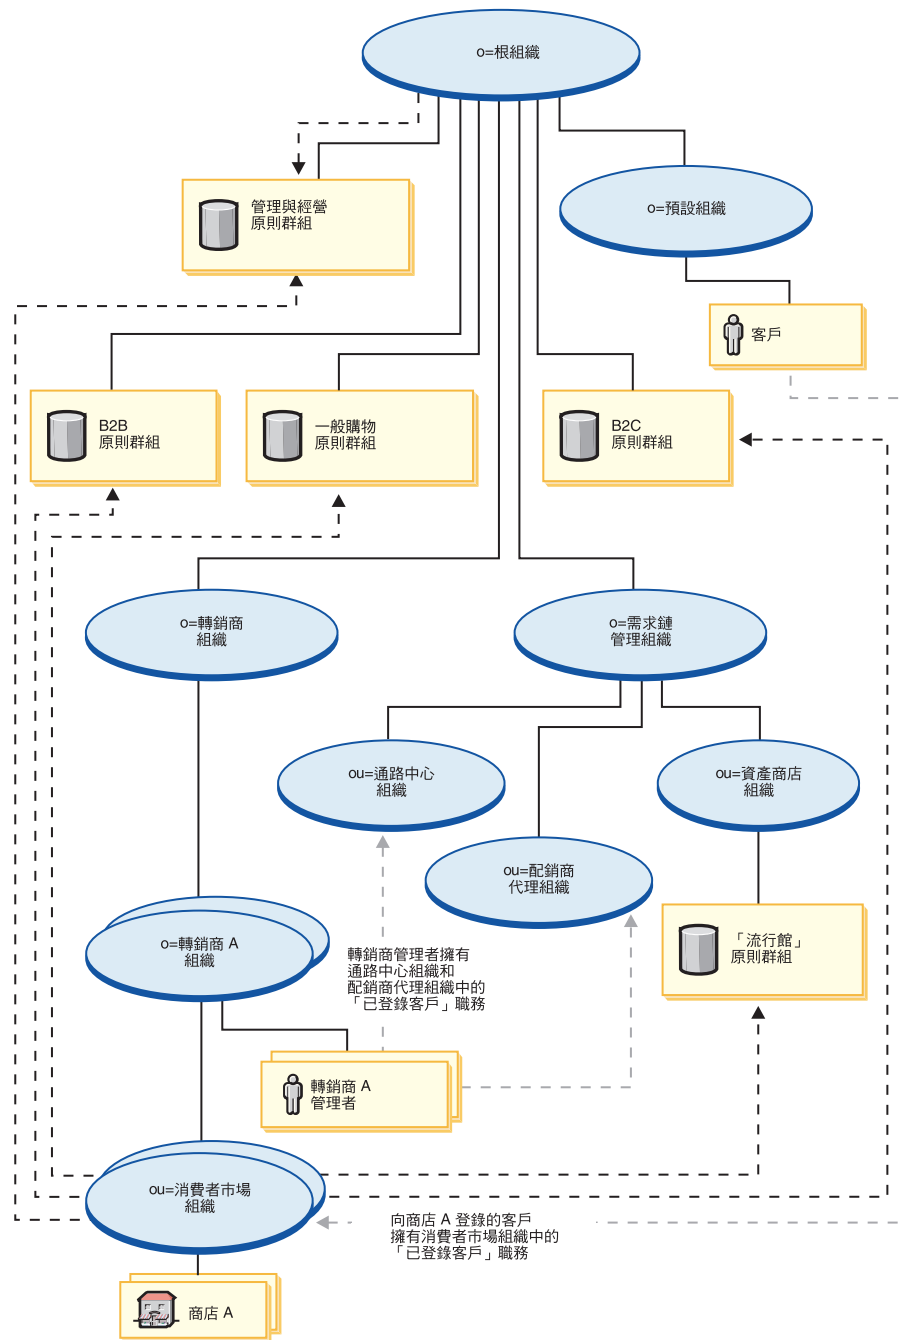 o=根組織
管理與經營
原則群組
o=預設組織
客戶
B2B
原則群組
一般購物
原則群組
B2C
原則群組
o=轉銷商
組織
o=需求鏈
管理組織
ou=通路中心
組織
ou=資產商店
組織
ou=配銷商
代理組織
o=轉銷商 A
組織
「流行館」
原則群組
轉銷商管理者擁有
通路中心組織和
配銷商代理組織中的
「已登錄客戶」職務
轉銷商 A
管理者
ou=消費者市場
組織
向商店 A 登錄的客戶
擁有消費者市場組織中的
「已登錄客戶」職務
商店 A